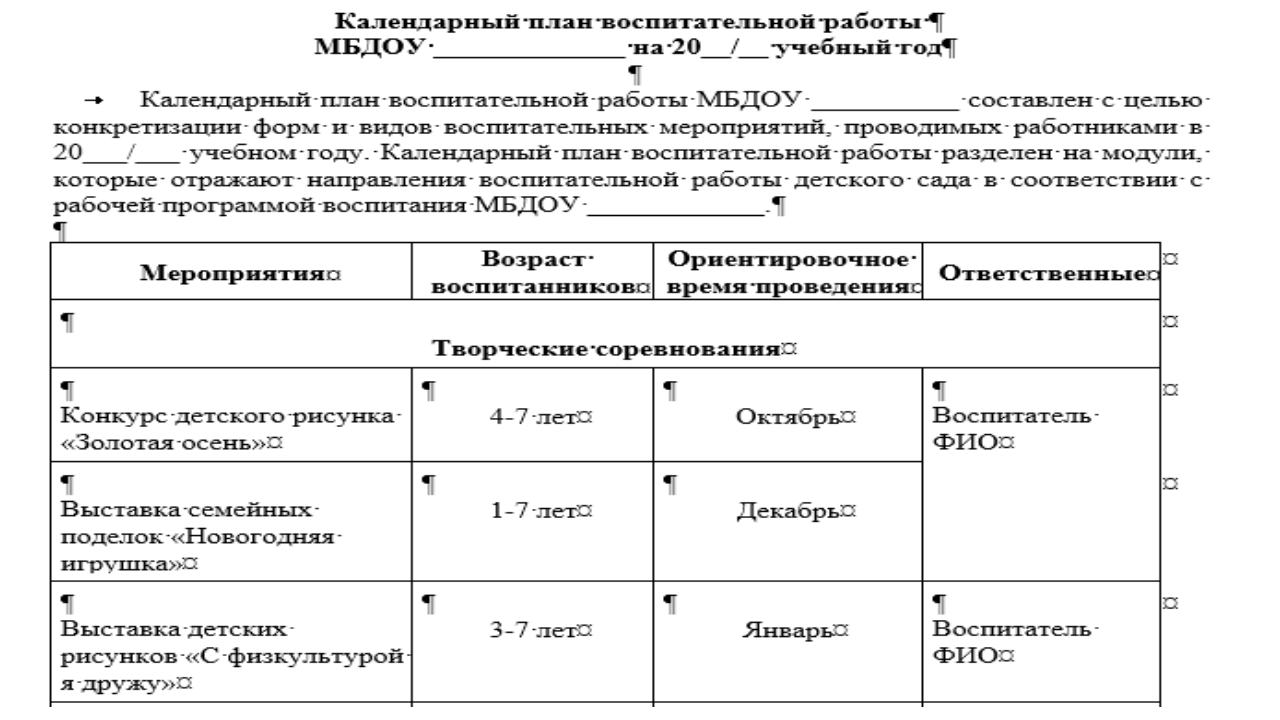 Календарный план воспитательной работы
МБДОУ _____________ на 20__/__ учебный год
Календарный план воспитательной работы МБДОУ ___________ составлен с целью
конкретизации форм и видов воспитательных мероприятий, проводимых работниками в
20___/___ учебном году. Календарный план воспитательной работы разделен на модули,
которые отражают направления воспитательной работы детского сада в соответствии с
рабочей программой воспитания МБДОУ _____________.
Мероприятия
Возраст
воспитанников
Ориентировочное
время проведения
Ответственные
Творческие соревнования
Конкурс детского рисунка
«Золотая осень»
4-7 лет
Октябрь
Воспитатель
ФИО
Выставка семейных
поделок «Новогодняя
игрушка»
1-7 лет
Декабрь
Выставка детских
рисунков «С физкультурой
я дружу»
3-7 лет
Январь
Воспитатель
ФИО